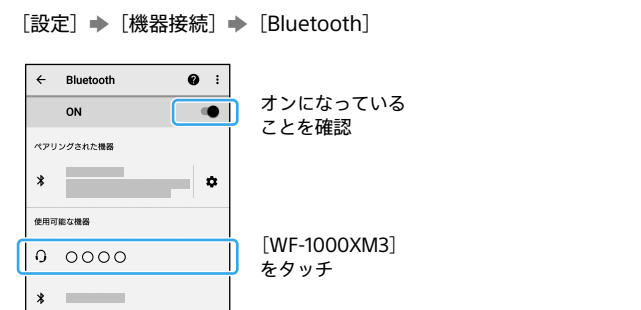 ［設定］ ➡ ［機器接続］ ➡ ［Bluetooth］
← Bluetooth
ON
オンになっている
ことを確認
ペアリングされた機器
使用可能な機器
○○○○
［WF-1000XM3］
をタッチ